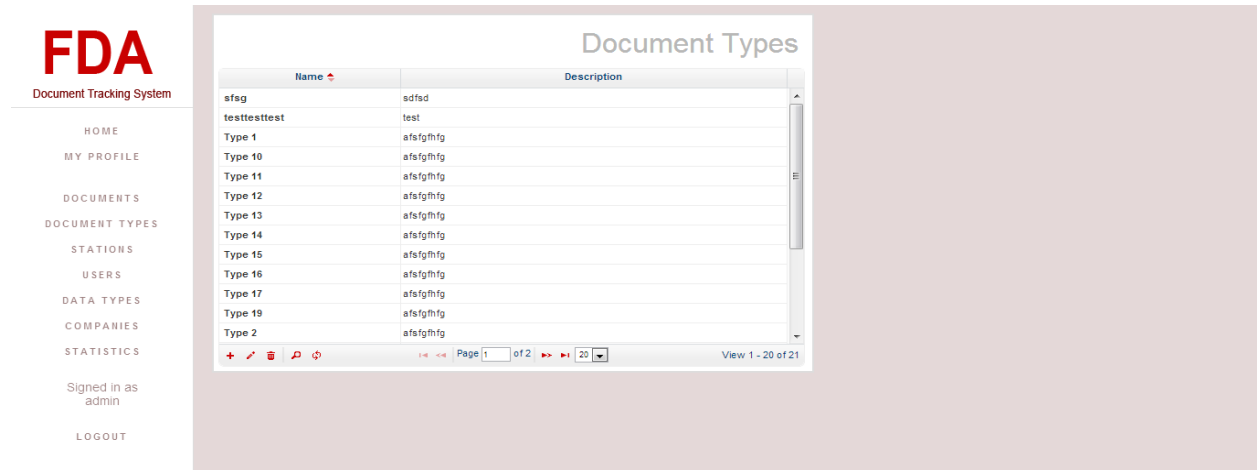 FDA
Document Tracking System
HOME
MY PROFILE
DOCUMENTS
DOCUMENT TYPES
STATIONS
USERS
DATA TYPES
COMPANIES
STATISTICS
Signed in as
admin
LOGOUT
Document Types
Name Description
sfsg sdfsd
testtesttest test
Type 1 afsfgfhfg
Type 10 afsfgfhfg
Type 11 afsfgfhfg
Type 12 afsfgfhfg
Type 13 afsfgfhfg
Type 14 afsfgfhfg
Type 15 afsfgfhfg
Type 16 afsfgfhfg
Type 17 afsfgfhfg
Type 19 afsfgfhfg
Type 2 afsfgfhfg
Page 1 of 2 20 View 1 - 20 of 21